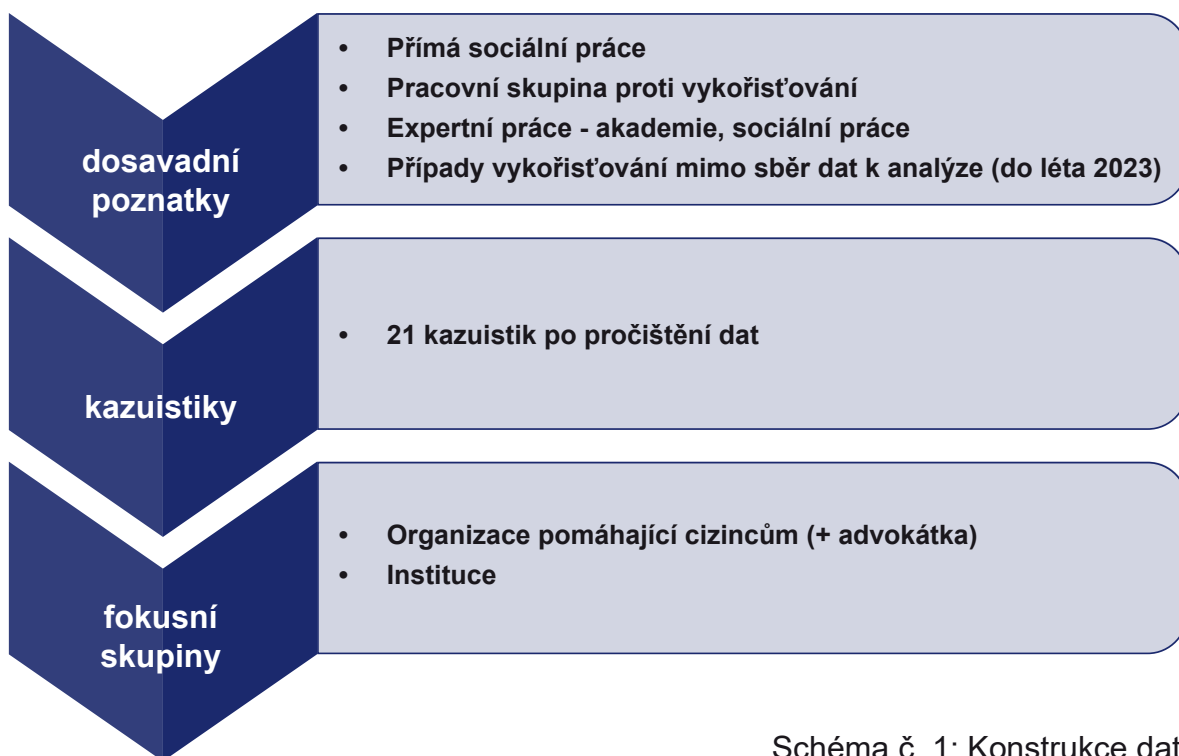 dosavadní
poznatky
• Přímá sociální práce
• Pracovní skupina proti vykořisťování
• Expertní práce - akademie, sociální práce
• Případy vykořisťování mimo sběr dat k analýze (do léta 2023)
kazuistiky
• 21 kazuistik po pročištění dat
fokusní
skupiny
• Organizace pomáhající cizincům (+ advokátka)
• Instituce
Schéma č. 1: Konstrukce dat